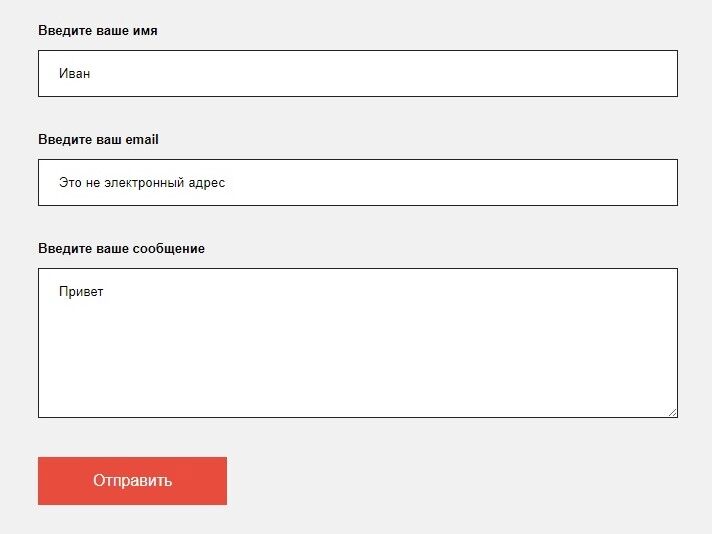 Введите ваше имя
Иван
Введите ваш email
Это не электронный адрес
Введите ваше сообщение
Привет
Отправить